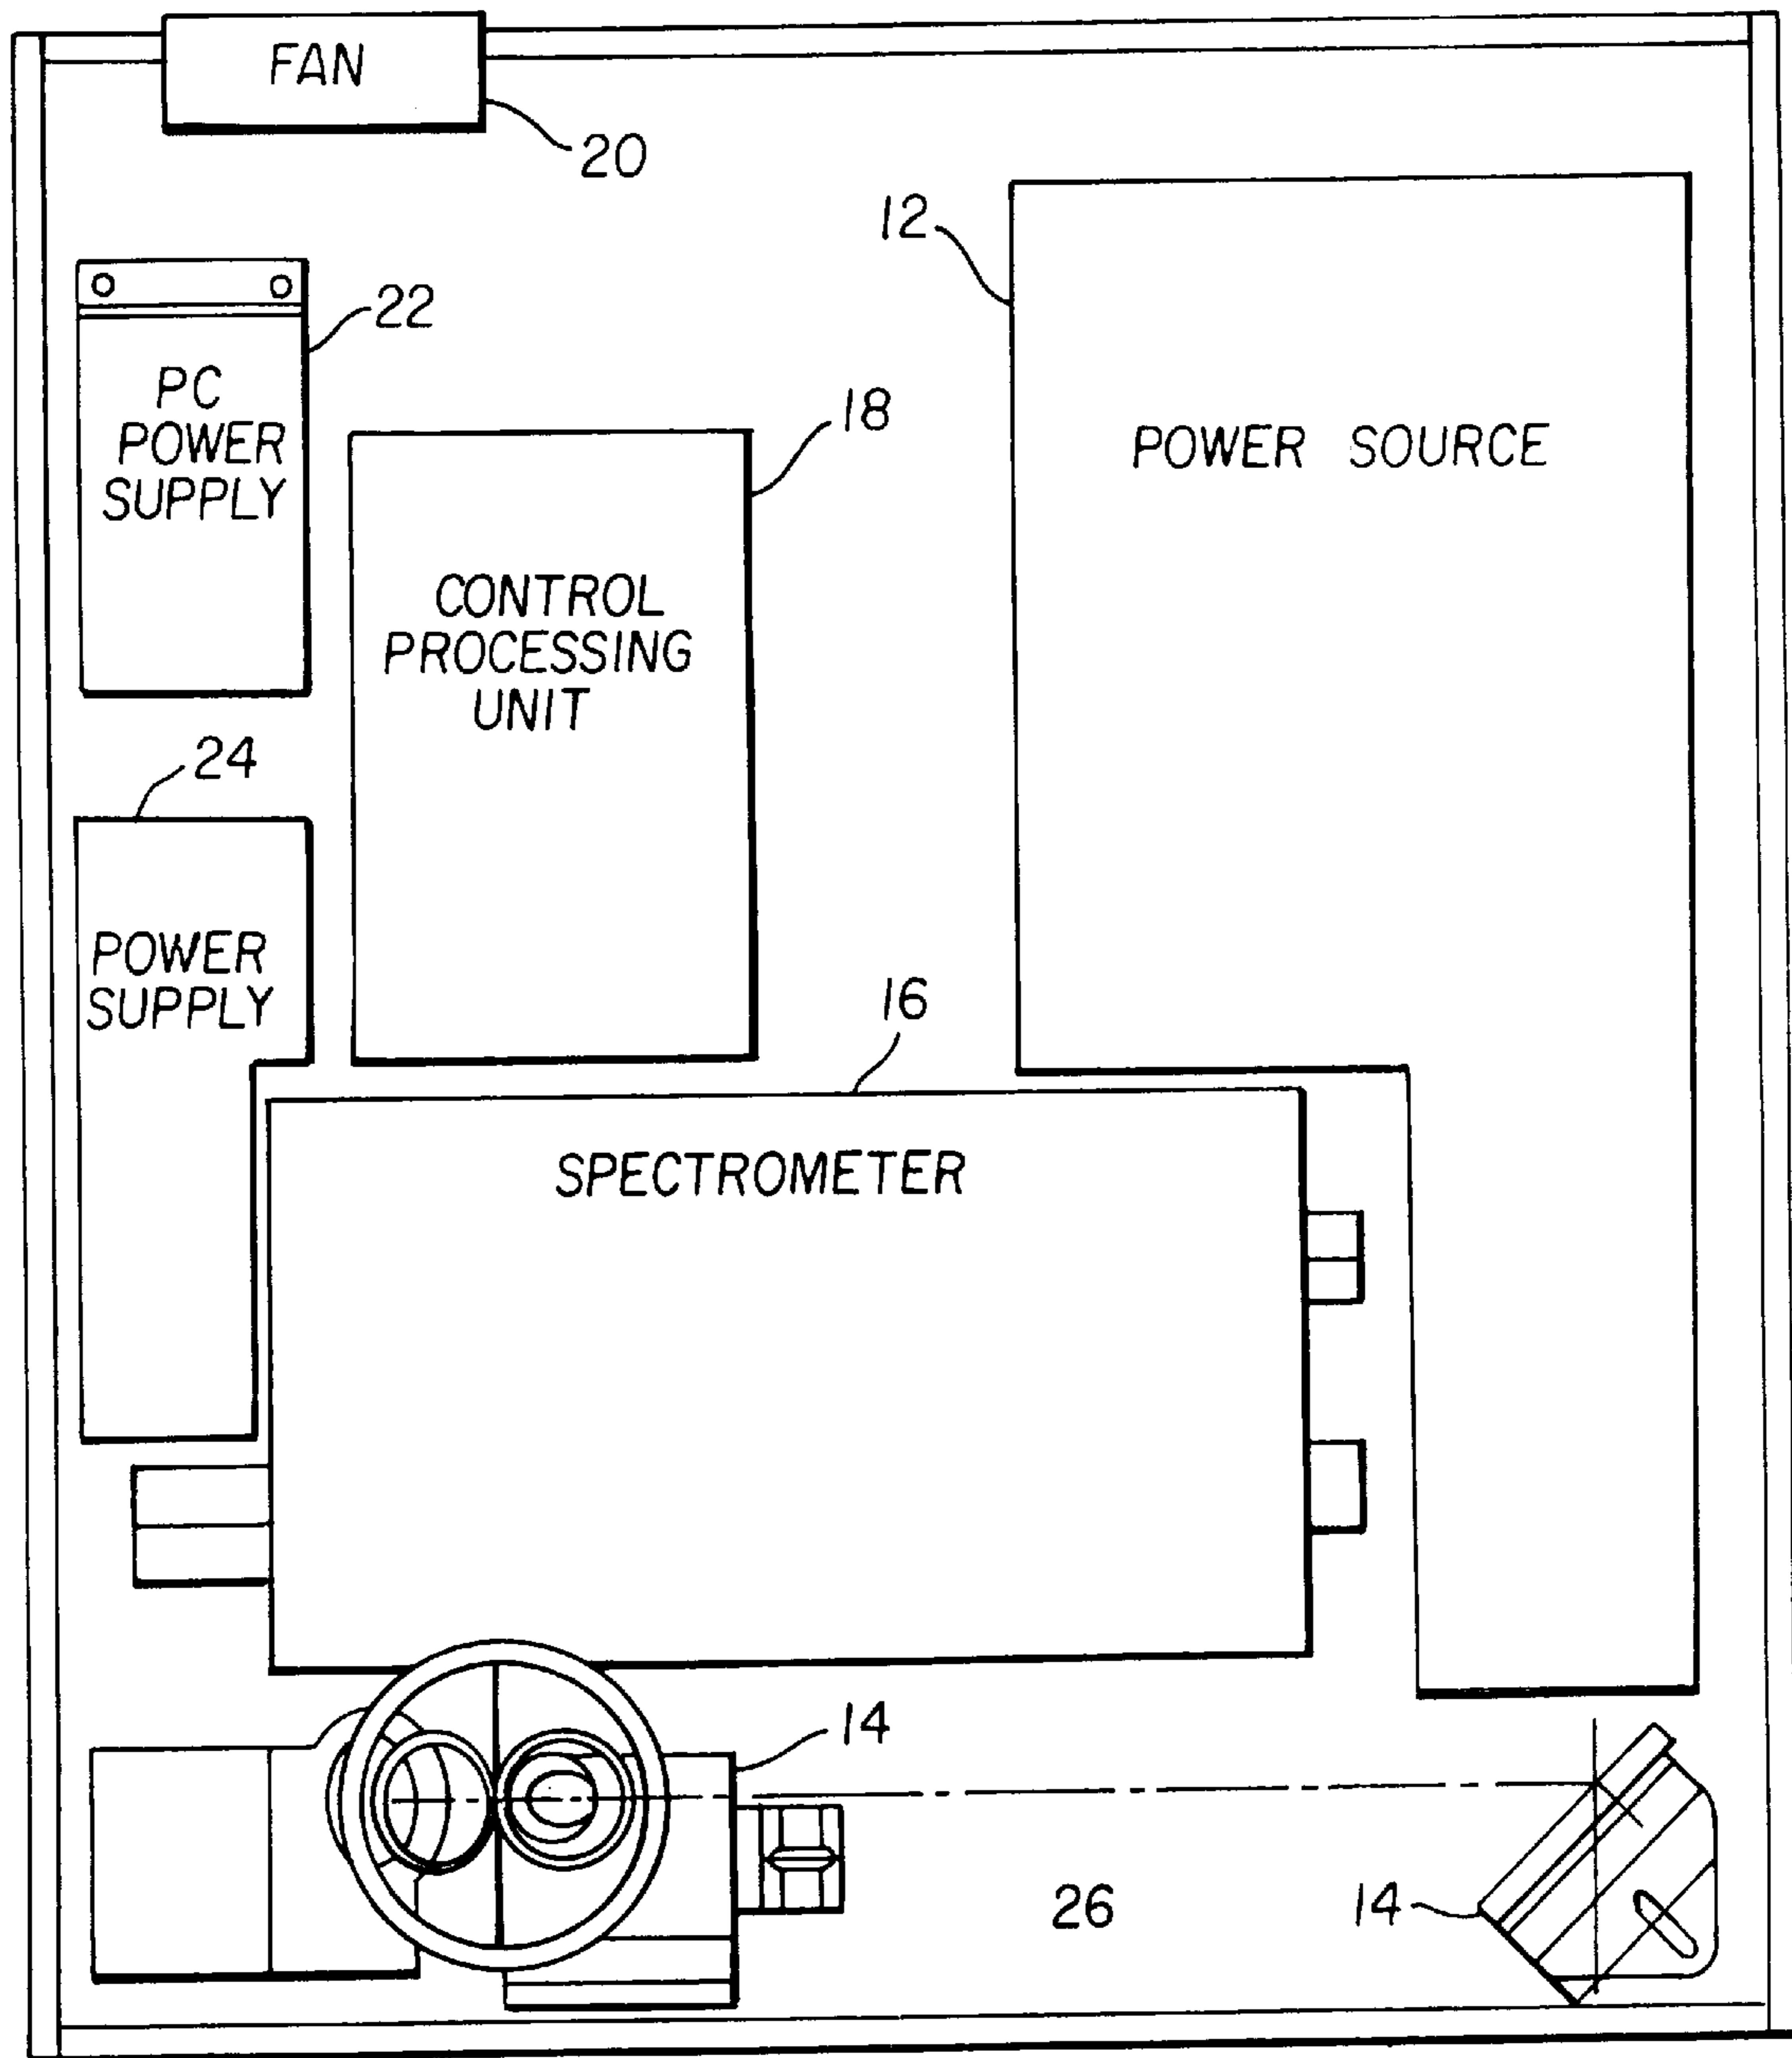 FAN
20
12
22
PC
POWER
SUPPLY
18
POWER SOURCE
CONTROL
PROCESSING
UNIT
24
POWER
SUPPLY
16
SPECTROMETER
14
26
14